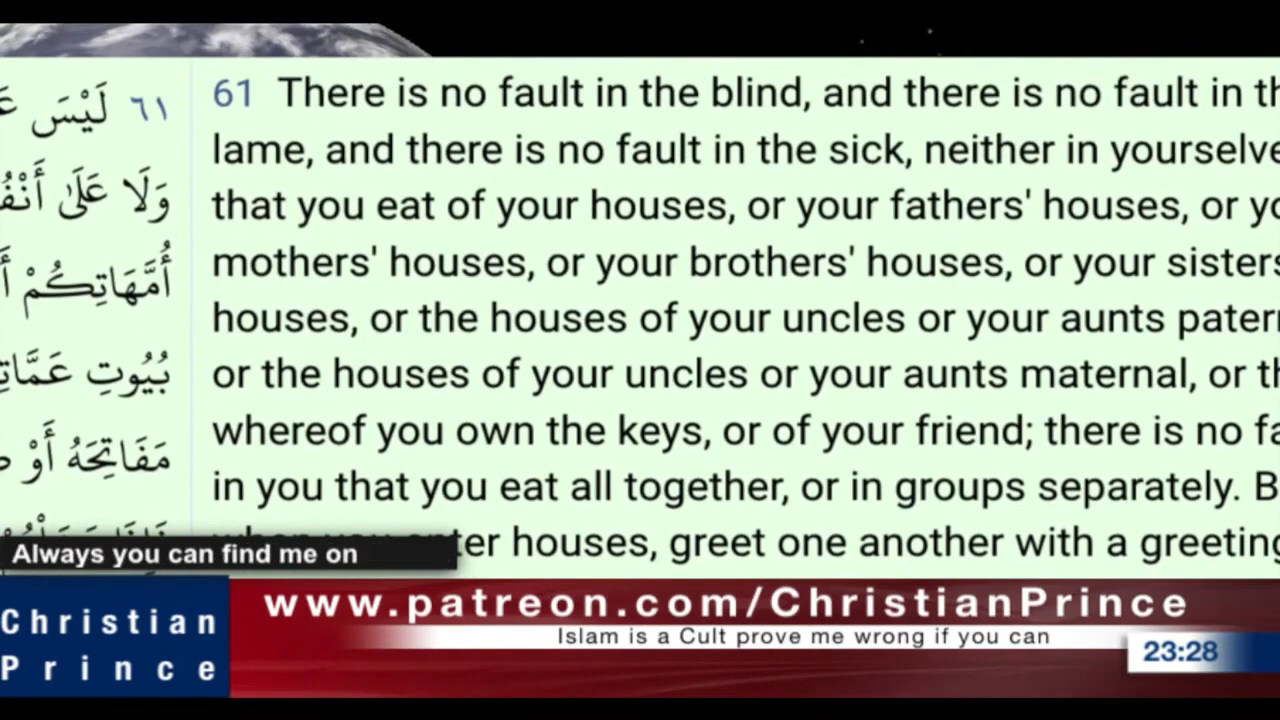 ٦١ لَيْسَ عَ
وَلَا عَلَىٰ أَنْفُ
أُمَّهَاتِكُمْ أَ
بُيُوتِ عَمَّاتِ
مَفَاتِحَهُ أَوْ صَ
61 There is no fault in the blind, and there is no fault in th
lame, and there is no fault in the sick, neither in yourselve
that you eat of your houses, or your fathers' houses, or yo
mothers' houses, or your brothers' houses, or your sisters
houses, or the houses of your uncles or your aunts patern
or the houses of your uncles or your aunts maternal, or th
whereof you own the keys, or of your friend; there is no fa
in you that you eat all together, or in groups separately. B
ter houses, greet one another with a greeting
Always you can find me on
Christian
Prince
www.patreon.com/ChristianPrince
Islam is a Cult prove me wrong if you can
23:28